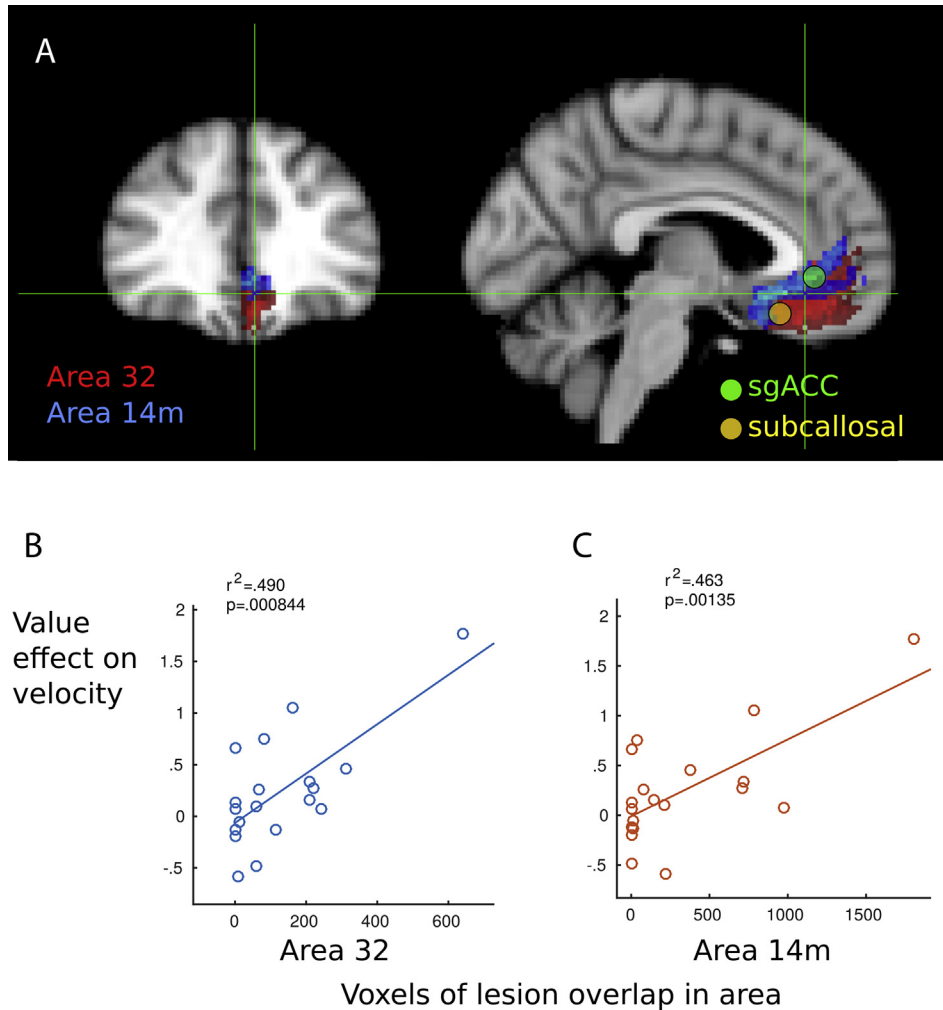 A
Area 32
Area 14m
sgACC
subcallosal
B
r2=.490
p=.000844
Value
effect on
velocity
2
1.5
1
.5
0
-.5
0 200 400 600
Area 32
C
r2=.463
p=.00135
2
1.5
1
.5
0
-.5
0 500 1000 1500
Area 14m
Voxels of lesion overlap in area